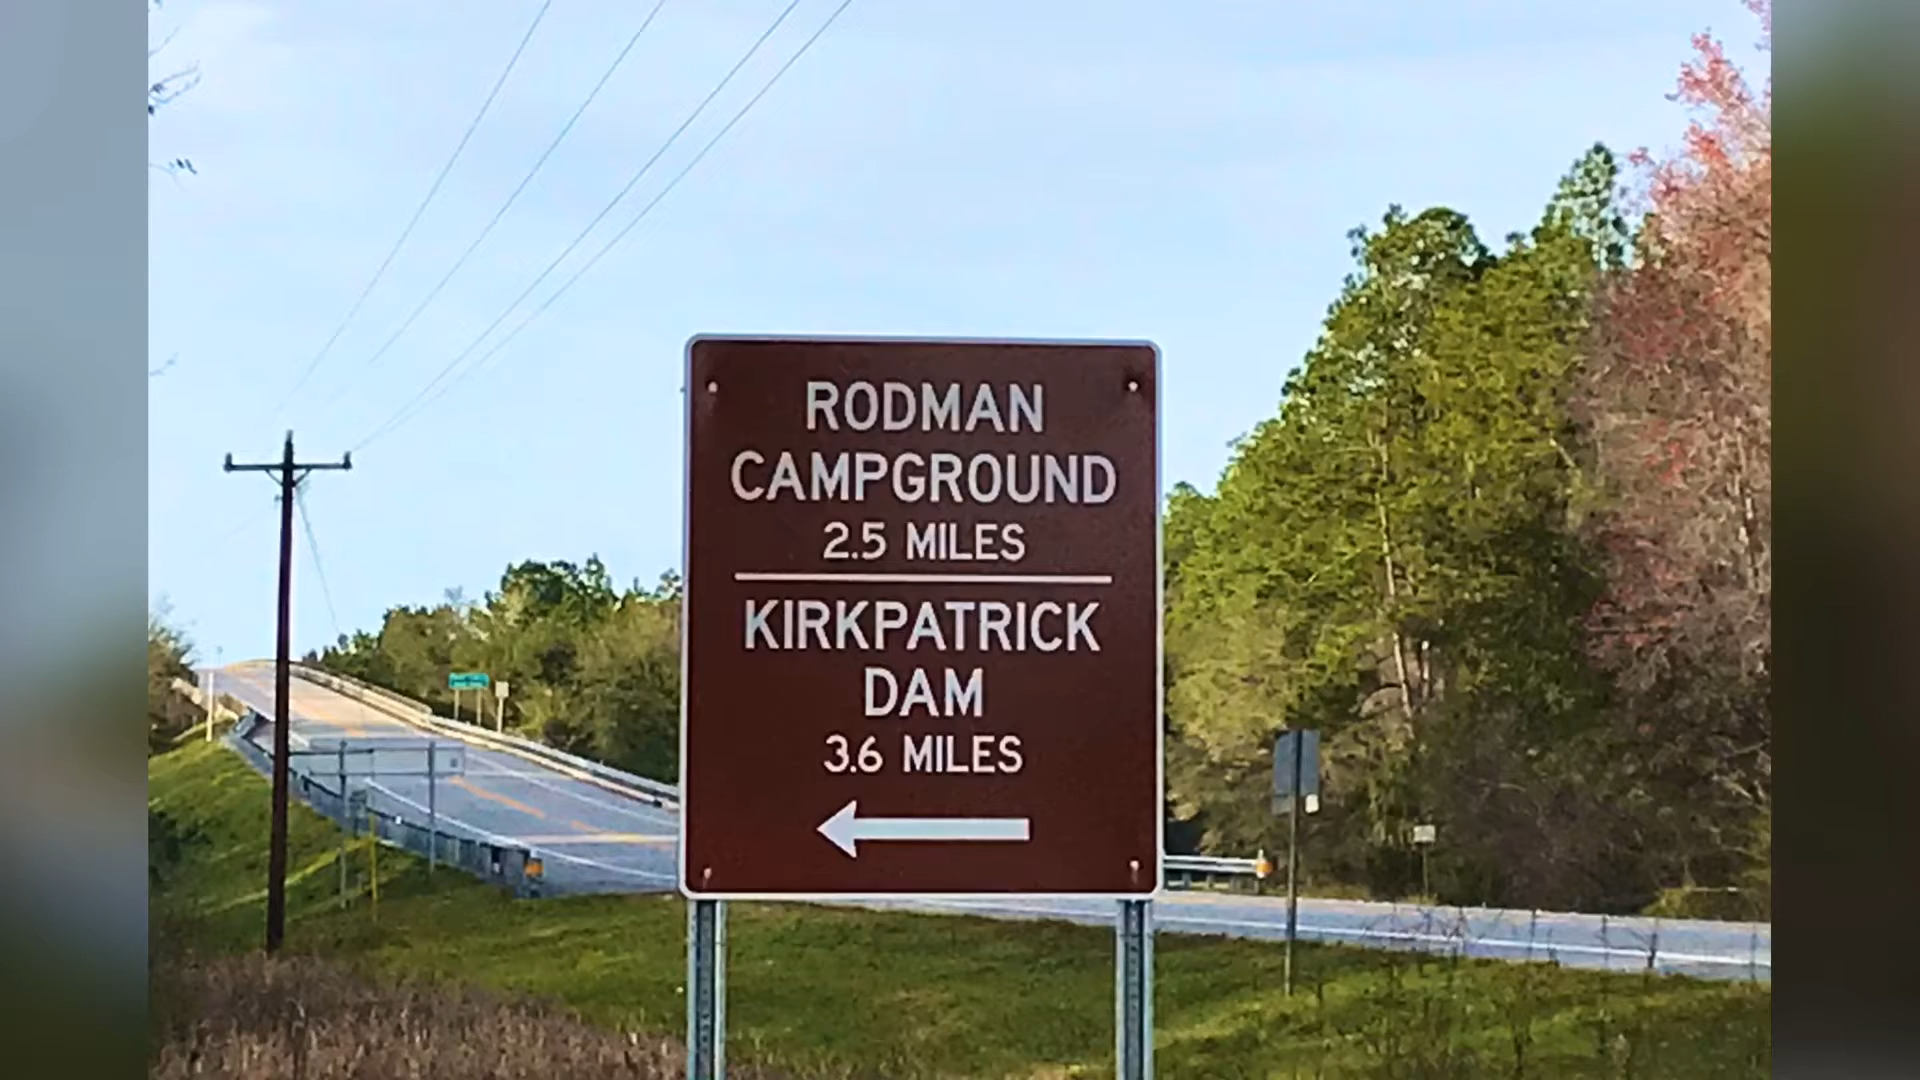 RODMAN
CAMPGROUND
2.5 MILES
KIRKPATRICK
DAM
3.6 MILES